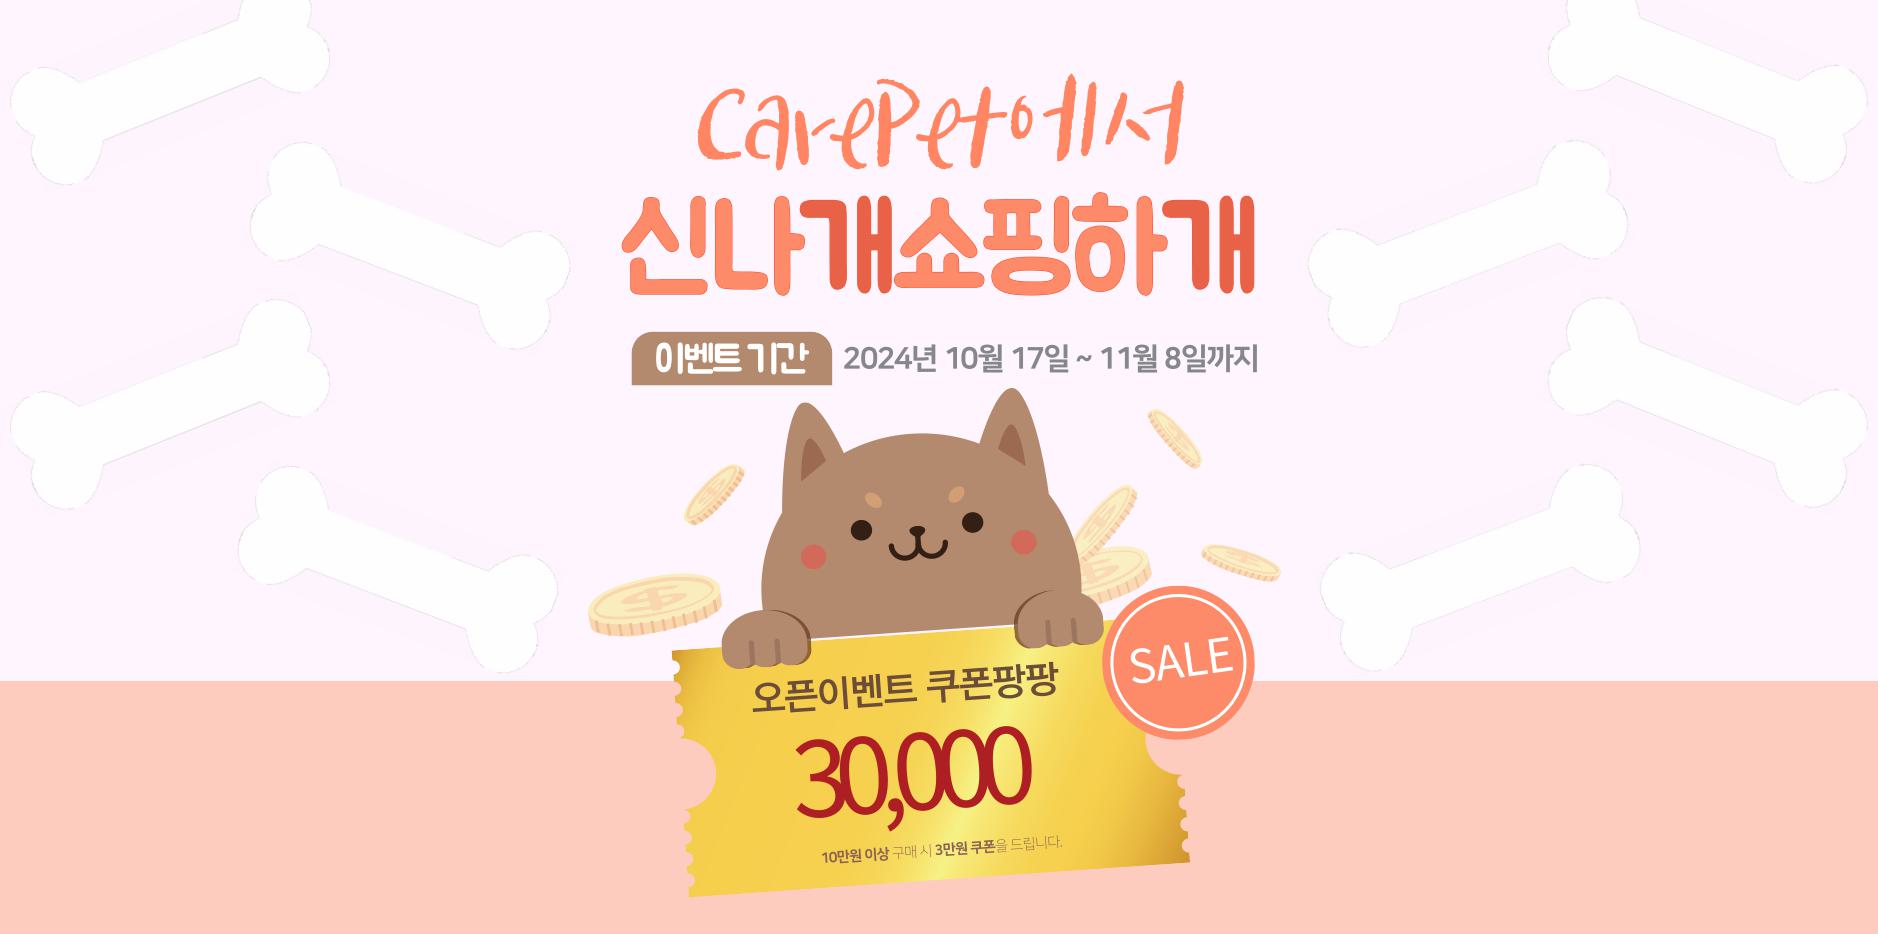 CarePet에서
신나개쇼핑하개
이벤트 기간 2024년 10월 17일 ~ 11월 8일까지
SALE
오픈이벤트 쿠폰팡팡
30,000
10만원 이상 구매 시 3만원 쿠폰을 드립니다.